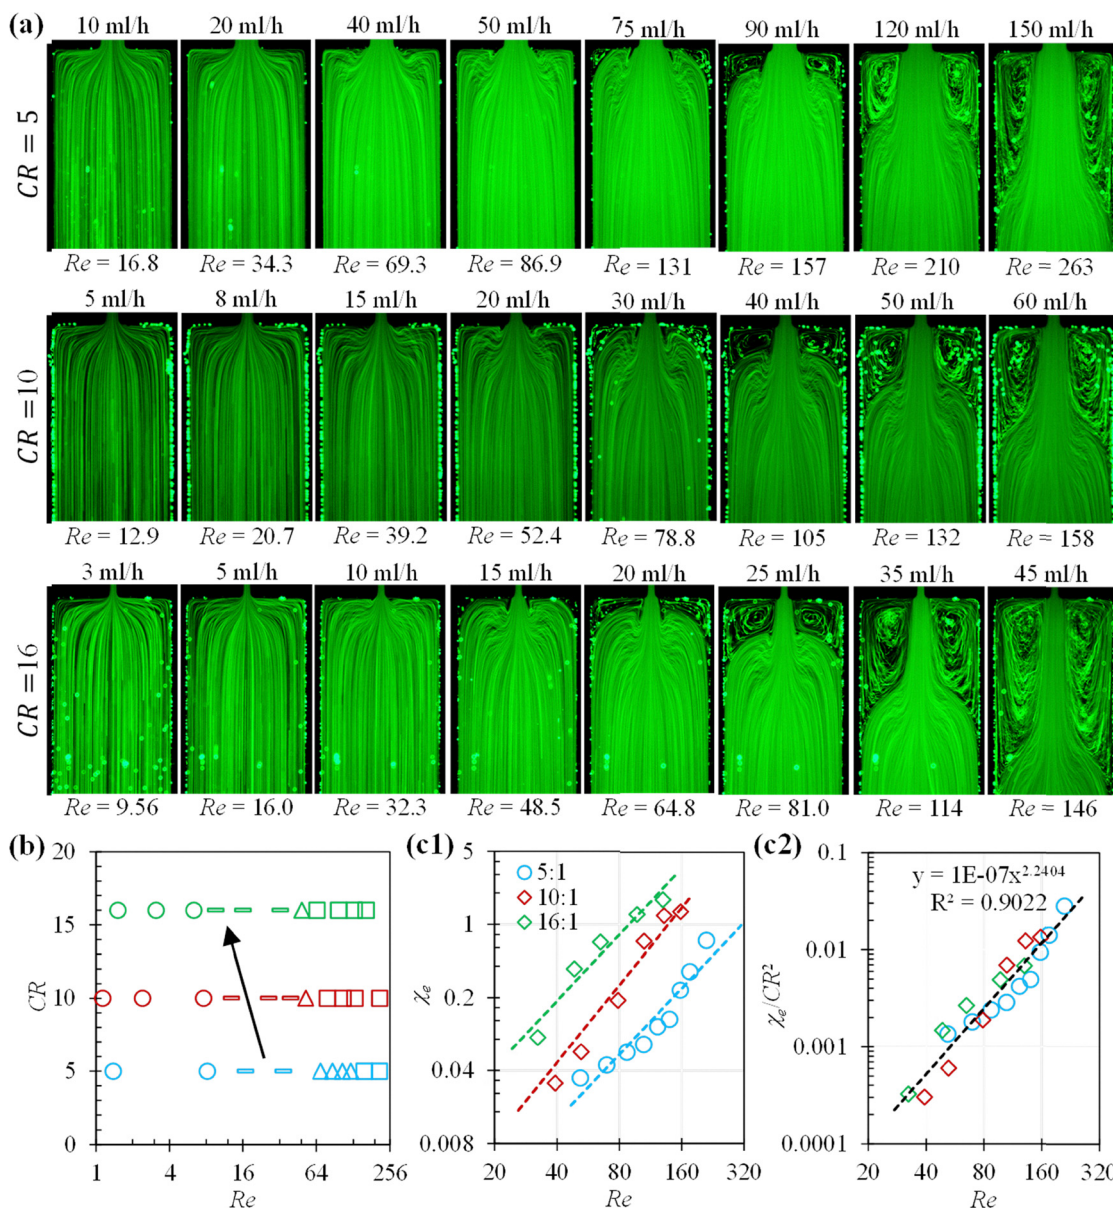 (a)
10 ml/h 20 ml/h 40 ml/h 50 ml/h 75 ml/h 90 ml/h 120 ml/h 150 ml/h
CR = 5
Re = 16.8 Re = 34.3 Re = 69.3 Re = 86.9 Re = 131 Re = 157 Re = 210 Re = 263
5 ml/h 8 ml/h 15 ml/h 20 ml/h 30 ml/h 40 ml/h 50 ml/h 60 ml/h
CR =10
Re = 12.9 Re = 20.7 Re = 39.2 Re = 52.4 Re = 78.8 Re = 105 Re = 132 Re = 158
3 ml/h 5 ml/h 10 ml/h 15 ml/h 20 ml/h 25 ml/h 35 ml/h 45 ml/h
CR =16
Re = 9.56 Re = 16.0 Re = 32.3 Re = 48.5 Re = 64.8 Re = 81.0 Re = 114 Re = 146
(b)
20
15
10
5
0
CR
1 4 16 64 256
Re
(c1)
5
1
0.2
0.04
0.008
χe
5:1
10:1
16:1
20 40 80 160 320
Re
(c2)
0.1
0.01
0.001
0.0001
χe/CR²
y = 1E-07x^2.2404
R² = 0.9022
20 40 80 160 320
Re